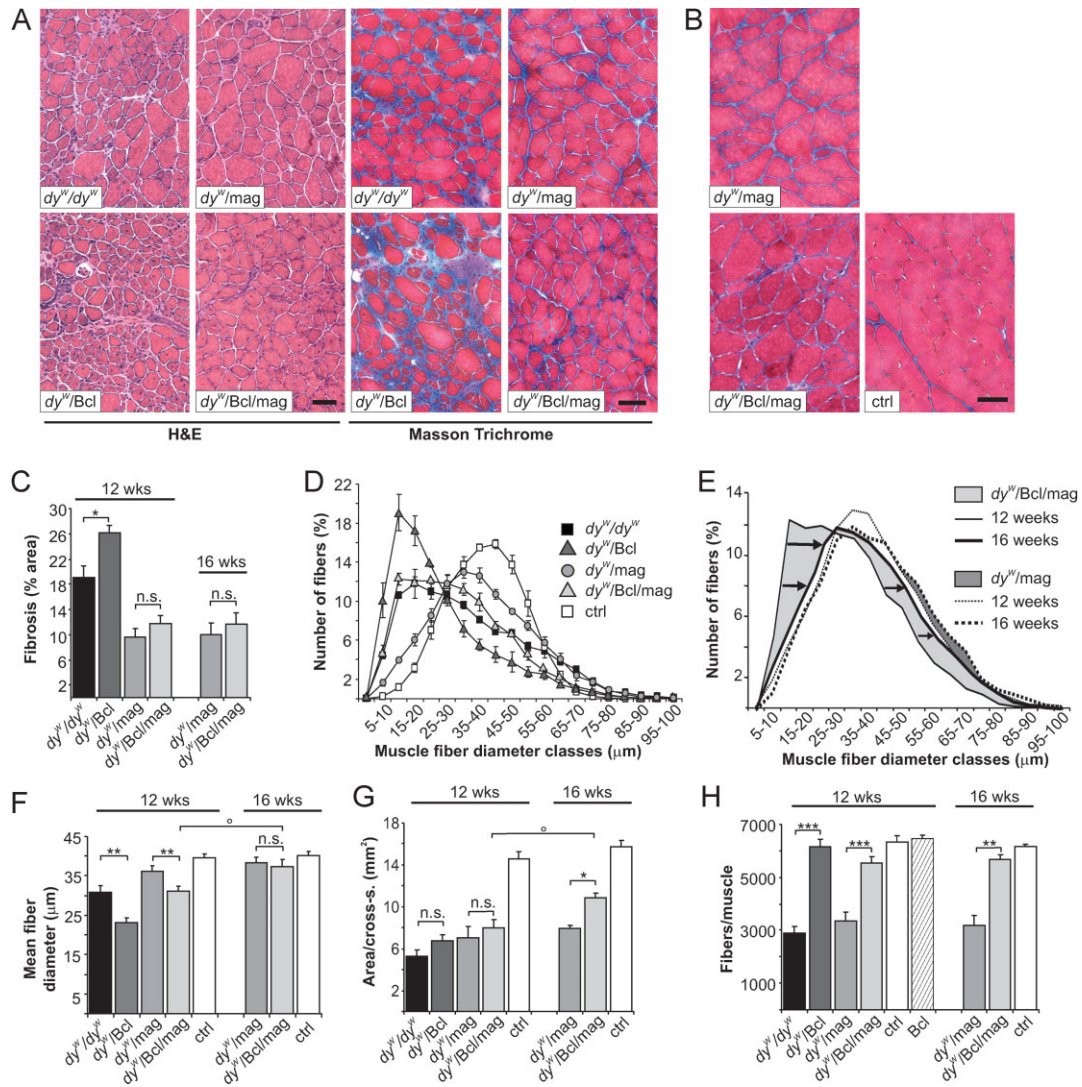 A
B
dyᵂ/dyᵂ
dyᵂ/mag
dyᵂ/dyᵂ
dyᵂ/mag
dyᵂ/mag
dyᵂ/Bcl
dyᵂ/Bcl/mag
dyᵂ/Bcl
dyᵂ/Bcl/mag
dyᵂ/Bcl/mag
ctrl
H&E
Masson Trichrome
C
12 wks
16 wks
*
n.s.
n.s.
Fibrosis (% area)
30
26
22
18
14
10
6
2
dyᵂ/dyᵂ
dyᵂ/Bcl
dyᵂ/mag
dyᵂ/Bcl/mag
dyᵂ/mag
dyᵂ/Bcl/mag
D
Number of fibers (%)
22
20
18
16
14
12
10
8
6
4
2
dyᵂ/dyᵂ
dyᵂ/Bcl
dyᵂ/mag
dyᵂ/Bcl/mag
ctrl
5-10
15-20
25-30
35-40
45-50
55-60
65-70
75-80
85-90
95-100
Muscle fiber diameter classes (μm)
E
Number of fibers (%)
14
12
10
8
6
4
2
0
dyᵂ/Bcl/mag
12 weeks
16 weeks
dyᵂ/mag
12 weeks
16 weeks
5-10
15-20
25-30
35-40
45-50
55-60
65-70
75-80
85-90
95-100
Muscle fiber diameter classes (μm)
F
12 wks
16 wks
Mean fiber
diameter (μm)
45
35
25
15
5
**
**
°
n.s.
dyᵂ/dyᵂ
dyᵂ/Bcl
dyᵂ/mag
dyᵂ/Bcl/mag
ctrl
dyᵂ/mag
dyᵂ/Bcl/mag
ctrl
G
12 wks
16 wks
Area/cross-s. (mm²)
18
14
10
6
2
n.s.
n.s.
°
*
dyᵂ/dyᵂ
dyᵂ/Bcl
dyᵂ/mag
dyᵂ/Bcl/mag
ctrl
dyᵂ/mag
dyᵂ/Bcl/mag
ctrl
H
12 wks
16 wks
Fibers/muscle
7000
5000
3000
1000
***
***
**
dyᵂ/dyᵂ
dyᵂ/Bcl
dyᵂ/mag
dyᵂ/Bcl/mag
ctrl
Bcl
dyᵂ/mag
dyᵂ/Bcl/mag
ctrl